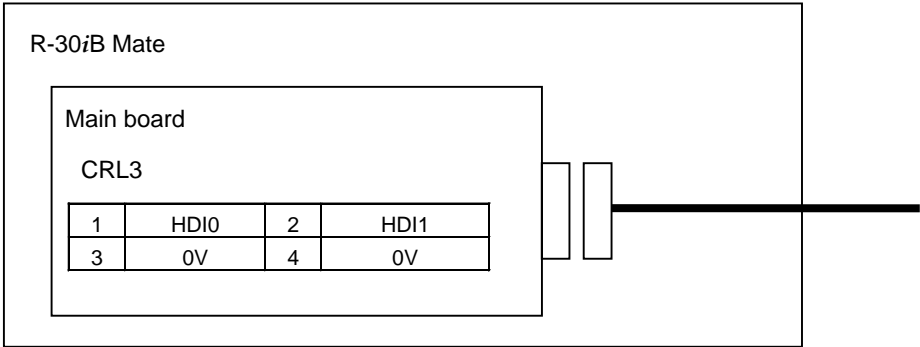 R-30iB Mate
Main board
CRL3
1 HDI0 2 HDI1
3 0V 4 0V